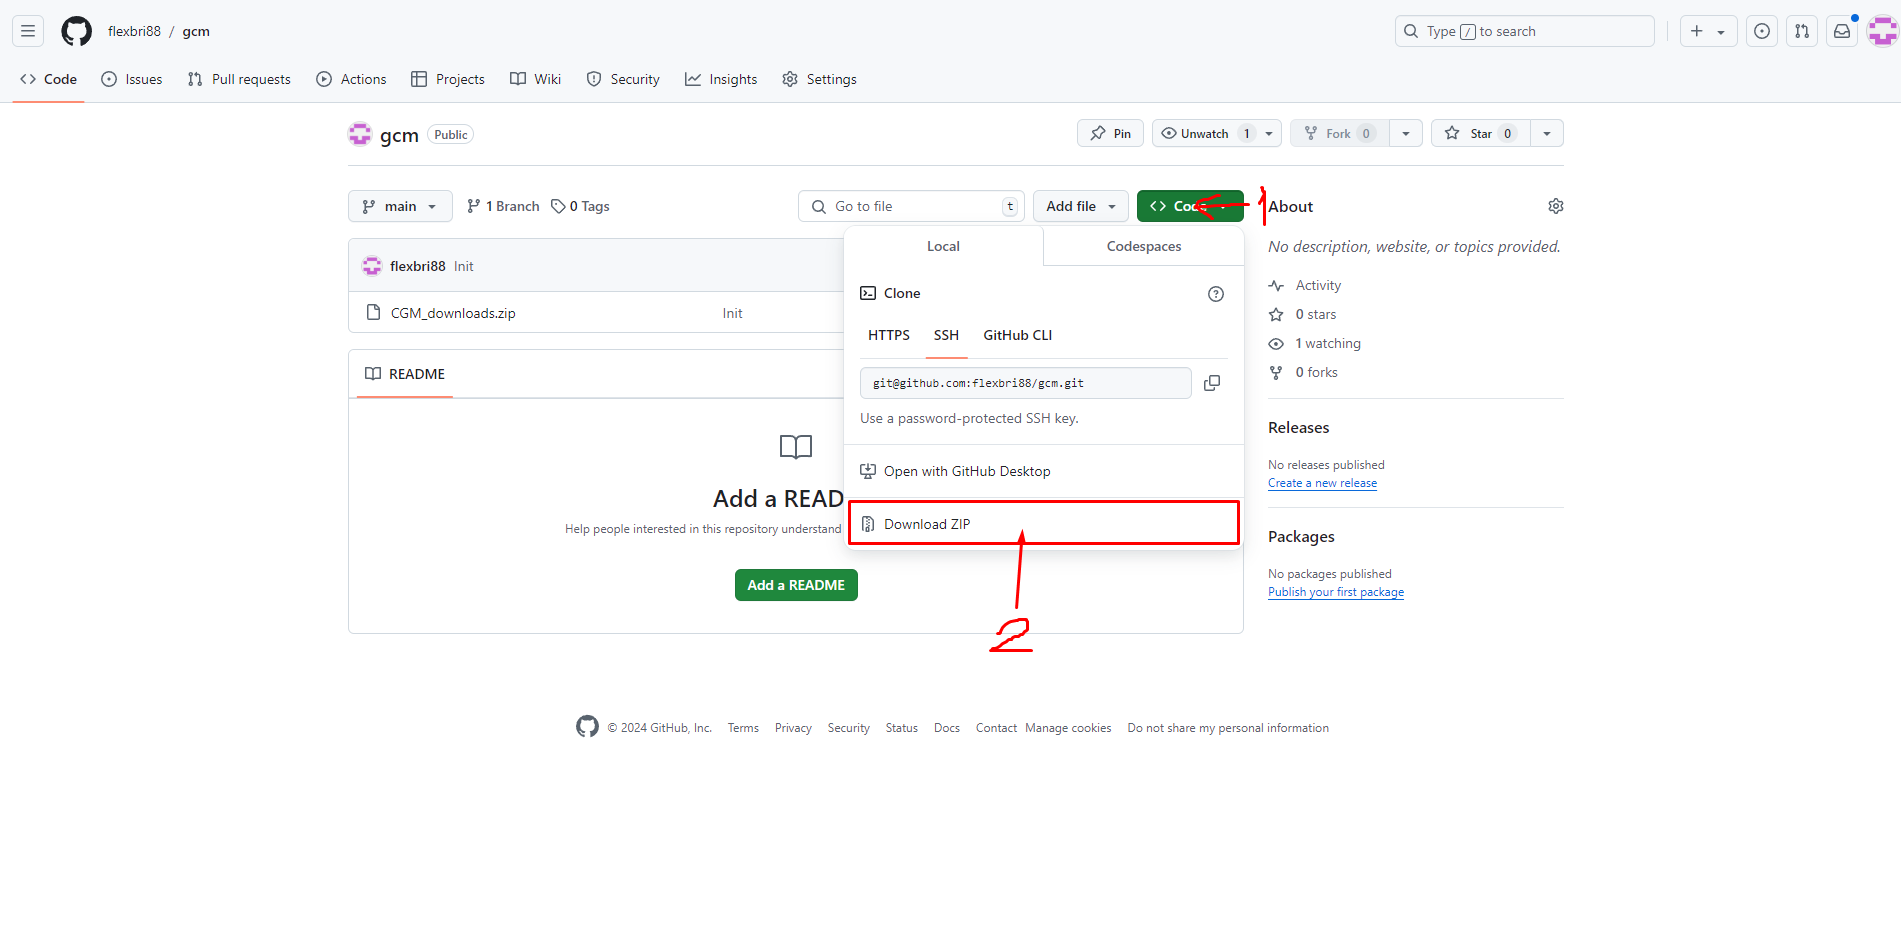 flexbri88 / gcm
Type / to search
Code Issues Pull requests Actions Projects Wiki Security Insights Settings
gcm Public
Pin Unwatch 1 Fork 0 Star 0
main 1 Branch 0 Tags
Go to file t Add file Code 1
flexbri88 Init
CGM_downloads.zip Init
README
Add a READ
Help people interested in this repository understand
Add a README
Local Codespaces
Clone
HTTPS SSH GitHub CLI
git@github.com:flexbri88/gcm.git
Use a password-protected SSH key.
Open with GitHub Desktop
Download ZIP
2
About
No description, website, or topics provided.
Activity
0 stars
1 watching
0 forks
Releases
No releases published
Create a new release
Packages
No packages published
Publish your first package
© 2024 GitHub, Inc. Terms Privacy Security Status Docs Contact Manage cookies Do not share my personal information